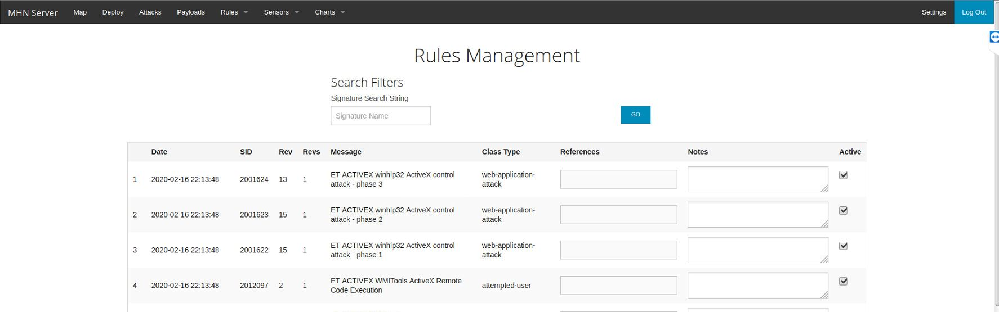 MHN Server Map Deploy Attacks Payloads Rules Sensors Charts Settings Log Out
Rules Management
Search Filters
Signature Search String
Signature Name GO
Date SID Rev Revs Message Class Type References Notes Active
1 2020-02-16 22:13:48 2001624 13 1 ET ACTIVEX winhlp32 ActiveX control attack - phase 3 web-application-attack
2 2020-02-16 22:13:48 2001623 15 1 ET ACTIVEX winhlp32 ActiveX control attack - phase 2 web-application-attack
3 2020-02-16 22:13:48 2001622 15 1 ET ACTIVEX winhlp32 ActiveX control attack - phase 1 web-application-attack
4 2020-02-16 22:13:48 2012097 2 1 ET ACTIVEX WMITools ActiveX Remote Code Execution attempted-user